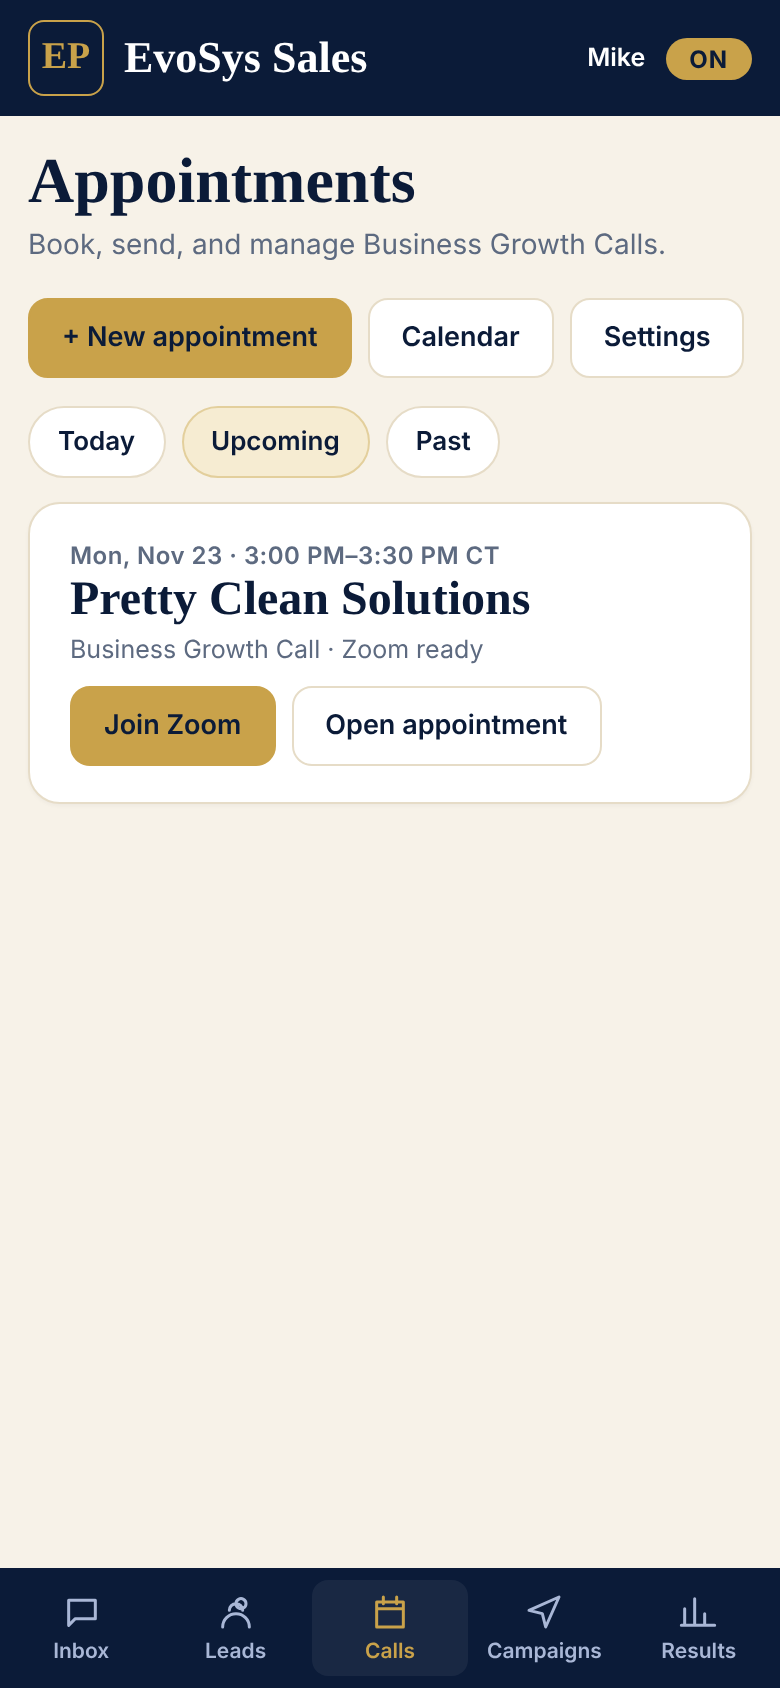 EP EvoSys Sales Mike ON
Appointments
Book, send, and manage Business Growth Calls.
+ New appointment Calendar Settings
Today Upcoming Past
Mon, Nov 23 · 3:00 PM–3:30 PM CT
Pretty Clean Solutions
Business Growth Call · Zoom ready
Join Zoom Open appointment
Inbox Leads Calls Campaigns Results